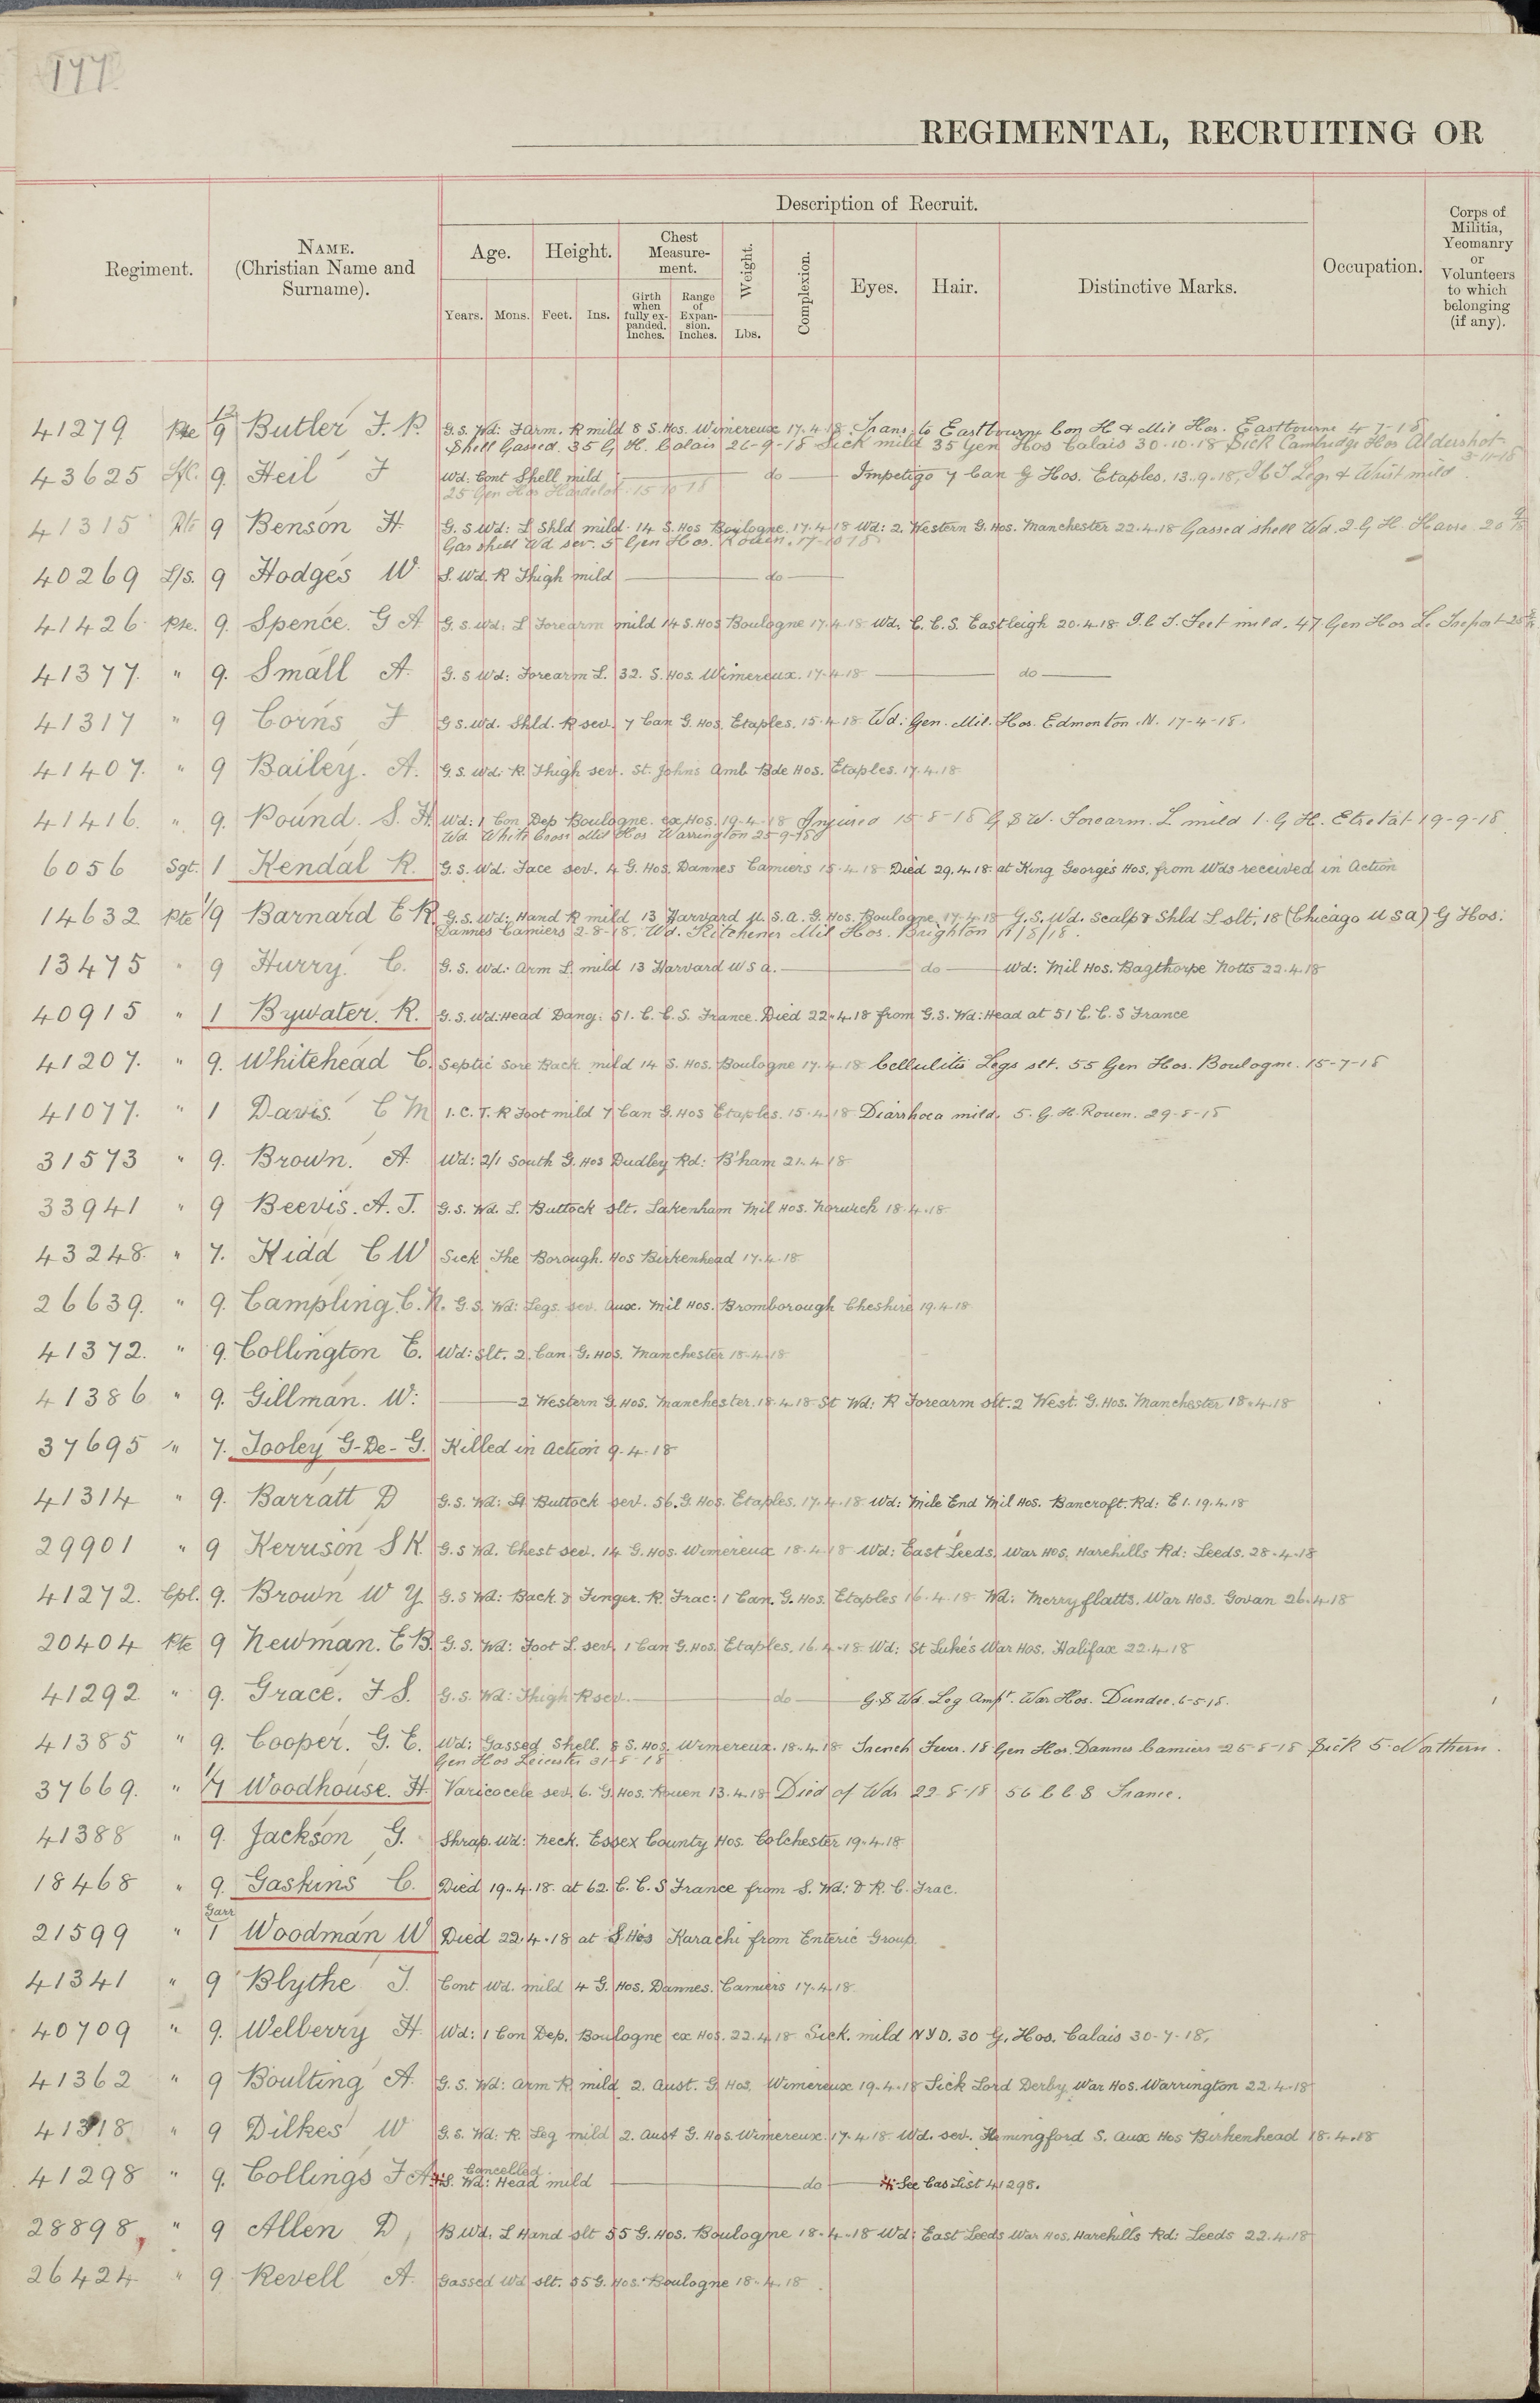 177.
REGIMENTAL, RECRUITING OR
Regiment.
NAME.
(Christian Name and
Surname).
Description of Recruit.
Age.
Height.
Chest
Measure-
ment.
Weight.
Complexion.
Eyes.
Hair.
Distinctive Marks.
Occupation.
Corps of
Militia,
Yeomanry
or
Volunteers
to which
belonging
(if any).
Years.
Mons.
Feet.
Ins.
Girth
when
fully ex-
panded.
Inches.
Range
of
Expan-
sion.
Inches.
Lbs.
41279 Pte 12/9 Butler F. P. G.S. Wd: Farm. R mild 8 S. Hos. Wimereux 17.4.18. Trans. to Eastbourne Con H & Mil Hos. Eastbourne 4-7-18
Shell Gassed. 35 G. H. Calais 26-9-18 Sick mild 35 Gen Hos Calais 30.10.18 Sick Cambridge Hos Aldershot
3-11-18
43625 L/C. 9. Heil F Wd: Cont Shell mild do Impetigo 7 Can G Hos. Etaples. 13.9.18, I C T Legs & Wrist mild
25 Gen Hos Hardelot 15 10 18
41315 Pte 9 Benson H. G. S Wd: L Shld mild. 14 S. Hos Boulogne. 17.4.18 Wd: 2. Western G. Hos. Manchester 22.4.18 Gassed shell Wd. 2 G H Havre. 20
Gas shell Wd sev. 5 Gen Hos. Rouen. 17-10 18
40269 L/s. 9 Hodges W S. Wd. R Thigh mild do
41426 Pte. 9. Spence. G A G. S. Wd: L Forearm mild 14 S. Hos Boulogne 17.4.18 Wd. C. C. S. Eastleigh 20.4.18 I. C T. Feet mild. 47 Gen Hos Le Treport 25
41377. " 9. Small A. G. S Wd: Forearm L. 32. S. Hos. Wimereux. 17.4.18 do
41317 " 9 Corns F G S. Wd. Shld. R sev. 7 Can G. Hos. Etaples. 15.4.18 Wd: Gen. Mil. Hos. Edmonton. N. 17-4-18.
41407. " 9 Bailey. A. G. S. Wd: R. Thigh sev. St. Johns Amb Bde Hos. Etaples. 17.4.18
41416. " 9. Pound. S. H. Wd: 1 Con Dep Boulogne. ex Hos. 19-4-18 Injured 15-8-18 G S W. Forearm. L mild 1. G H. Etretat 19-9-18.
Wd. White Cross Mil Hos Warrington 25-9-18
6056 Sgt. 1 Kendal R. G. S. Wd. Face sev. 4 G. Hos. Dannes Camiers 15.4.18 Died 29.4.18 at King George's Hos. from Wds received in Action
14632 Pte 1/9 Barnard E R. G. S. Wd: Hand R mild 13 Harvard U. S. A. G. Hos. Boulogne. 17.4.18 G. S. Wd. Scalp & Shld L slt. 18 (Chicago U S A) G Hos.
Dannes Camiers 2-8-18. Wd. Kitchener Mil Hos. Brighton 11/8/18.
13475 " 9 Hurry. C. G. S. Wd: Arm L. mild 13 Harvard U S A. do Wd: Mil Hos. Bagthorpe Notts 22.4.18
40915 " 1 Bywater. R. G. S. Wd: Head Dang: 51. C. C. S. France. Died 22.4.18 from G. S. Wd: Head at 51 C. C. S France
41207. " 9. Whitehead C. Septic Sore Back mild 14 S. Hos. Boulogne 17.4.18 Cellulitis Legs slt. 55 Gen Hos. Boulogne. 15-7-18
41077. " 1 Davis. C M 1. C. T. R Foot mild 7 Can G. Hos Etaples. 15.4.18 Diarrhoea mild. 5. G. H. Rouen. 29-8-18
31573 " 9. Brown. A. Wd: 2/1 South G. Hos Dudley Rd: B'ham 21.4.18
33941 " 9 Beevis. A. J. G. S. Wd. L. Buttock slt. Lakenham Mil Hos. Norwich 18.4.18
43248. " 7. Kidd C W Sick The Borough. Hos Birkenhead 17.4.18
26639. " 9. Campling. C. N. G. S. Wd: Legs sev. Aux. Mil Hos. Bromborough Cheshire 19.4.18
41372. " 9. Collington E. Wd: slt. 2 Can G. Hos. Manchester 18.4.18
41386 " 9. Gillman. W: 2 Western G. Hos. Manchester. 18.4.18 St Wd: R Forearm slt. 2 West. G. Hos. Manchester 18.4.18
37695 " 7. Tooley G-De-G. Killed in Action 9.4.18
41314 " 9. Barratt D G. S. Wd: Buttock sev. 56. G. Hos. Etaples. 17.4.18 Wd: Mile End Mil Hos. Bancroft. Rd: E 1. 19.4.18
29901 " 9 Kerrison S K. G. S Wd. Chest sev. 14 G. Hos. Wimereux 18.4.18 Wd: East Leeds. War Hos. Harehills Rd: Leeds. 28.4.18
41272. Cpl. 9. Brown W Y. G. S Wd: Back & Finger. R. Frac: 1 Can. G. Hos. Etaples 16.4.18 Wd: Merryflatts. War Hos. Govan 26.4.18
20404 Pte 9 Newman. E B. G. S. Wd: Foot L. sev. 1 Can G. Hos. Etaples. 16.4.18 Wd: St Luke's War Hos. Halifax 22.4.18
41292 " 9. Grace. F S. G. S. Wd: Thigh R sev. do G S Wd. Leg Ampt. War Hos. Dundee. 6-5-18.
41385 " 9. Cooper. G. E. Wd: Gassed Shell. 8 S. Hos. Wimereux. 18.4.18 Trench Fever. 18 Gen Hos. Dannes Camiers 25-8-18 Sick 5. Northern.
Gen Hos Leicester 31-8-18
37669. " 1/7 Woodhouse. H. Varicocele sev. 6. G. Hos. Rouen 13.4.18 Died of Wds 22-8-18 56 C C S France.
41388 " 9. Jackson G. Shrap. Wd: Neck. Essex County Hos. Colchester 19.4.18
18468 " 9. Gaskins C. Died 19.4.18. at 62. C. C. S France from S. Wd: & R. C. Frac.
21599 " Garr 1 Woodman W Died 22.4.18 at S. Hos Karachi from Enteric Group.
41341 " 9 Blythe J. Cont Wd. mild 4 G. Hos. Dannes. Camiers 17.4.18.
40709 " 9. Welberry H. Wd: 1 Con Dep. Boulogne ex Hos. 22.4.18 Sick. mild N Y D. 30 G. Hos. Calais 30-7-18.
41362 " 9 Boulting A. G. S. Wd: Arm R. mild 2. Aust. G. Hos. Wimereux 19.4.18 Sick Lord Derby. War Hos. Warrington 22.4.18
41318 " 9 Dilkes W G. S. Wd: R. Leg mild 2. Aust G. Hos. Wimereux. 17.4.18 Wd. sev. Hemingford S. Aux Hos Birkenhead 18.4.18
41298 " 9. Collings F A. Cancelled. S. Wd: Head mild do See Cas List 41298.
28898 " 9 Allen D B Wd. L Hand slt 55 G. Hos. Boulogne 18.4.18 Wd: East Leeds War Hos. Harehills Rd: Leeds 22.4.18
26424 " 9. Revell A. Gassed Wd slt. 55 G. Hos. Boulogne 18.4.18.